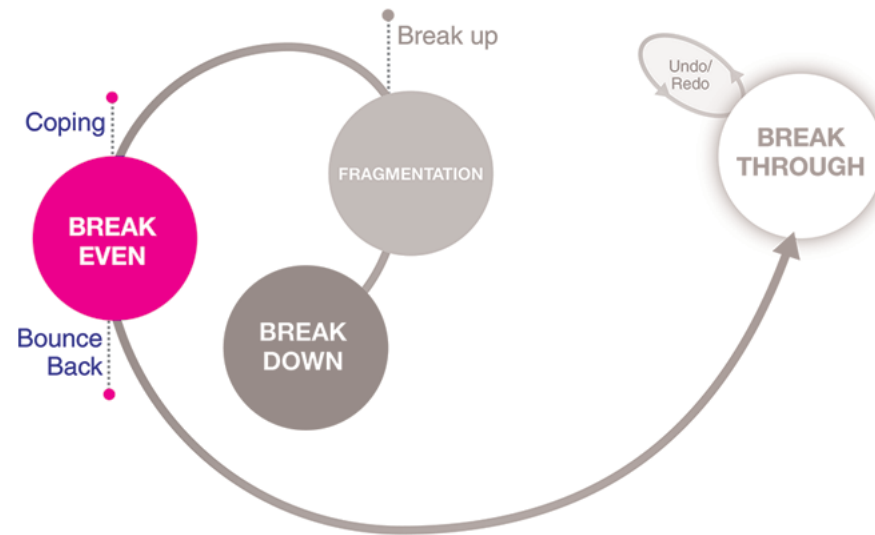 Break up
Undo/
Redo
Coping
BREAK
THROUGH
FRAGMENTATION
BREAK
EVEN
BREAK
DOWN
Bounce
Back